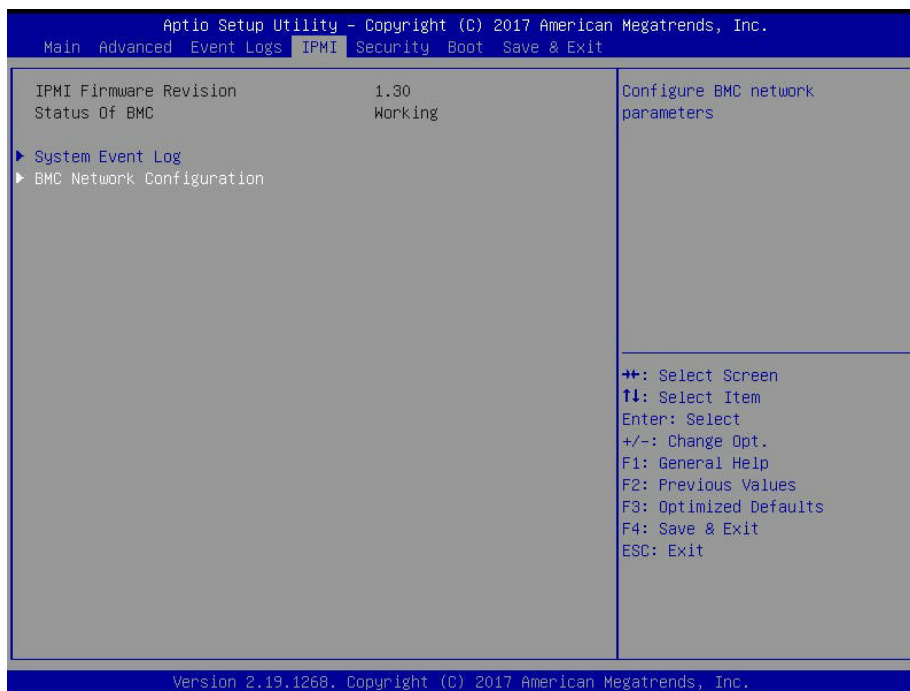 Aptio Setup Utility – Copyright (C) 2017 American Megatrends, Inc.
Main Advanced Event Logs IPMI Security Boot Save & Exit
IPMI Firmware Revision 1.30
Status Of BMC Working
System Event Log
BMC Network Configuration
Configure BMC network
parameters
→←: Select Screen
↑↓: Select Item
Enter: Select
+/-: Change Opt.
F1: General Help
F2: Previous Values
F3: Optimized Defaults
F4: Save & Exit
ESC: Exit
Version 2.19.1268. Copyright (C) 2017 American Megatrends, Inc.